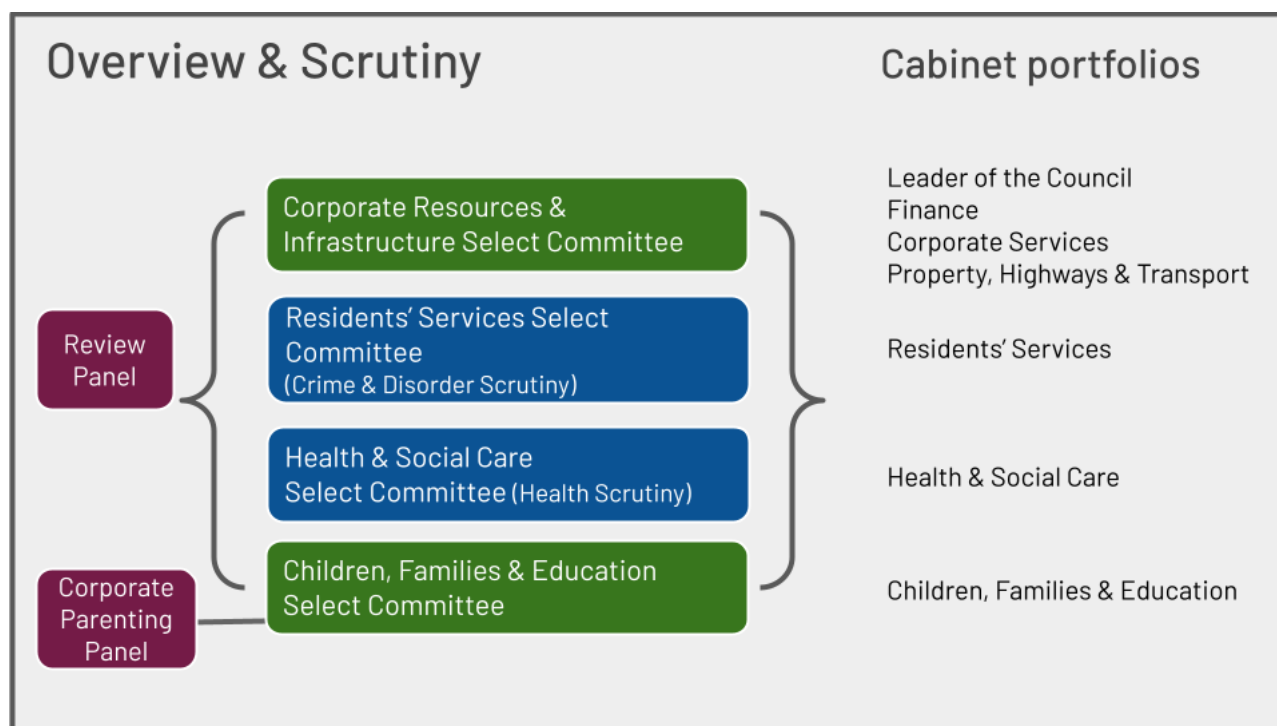 Overview & Scrutiny
Cabinet portfolios
Review
Panel
Corporate
Parenting
Panel
Corporate Resources &
Infrastructure Select Committee
Residents’ Services Select
Committee
(Crime & Disorder Scrutiny)
Health & Social Care
Select Committee (Health Scrutiny)
Children, Families & Education
Select Committee
Leader of the Council
Finance
Corporate Services
Property, Highways & Transport
Residents’ Services
Health & Social Care
Children, Families & Education